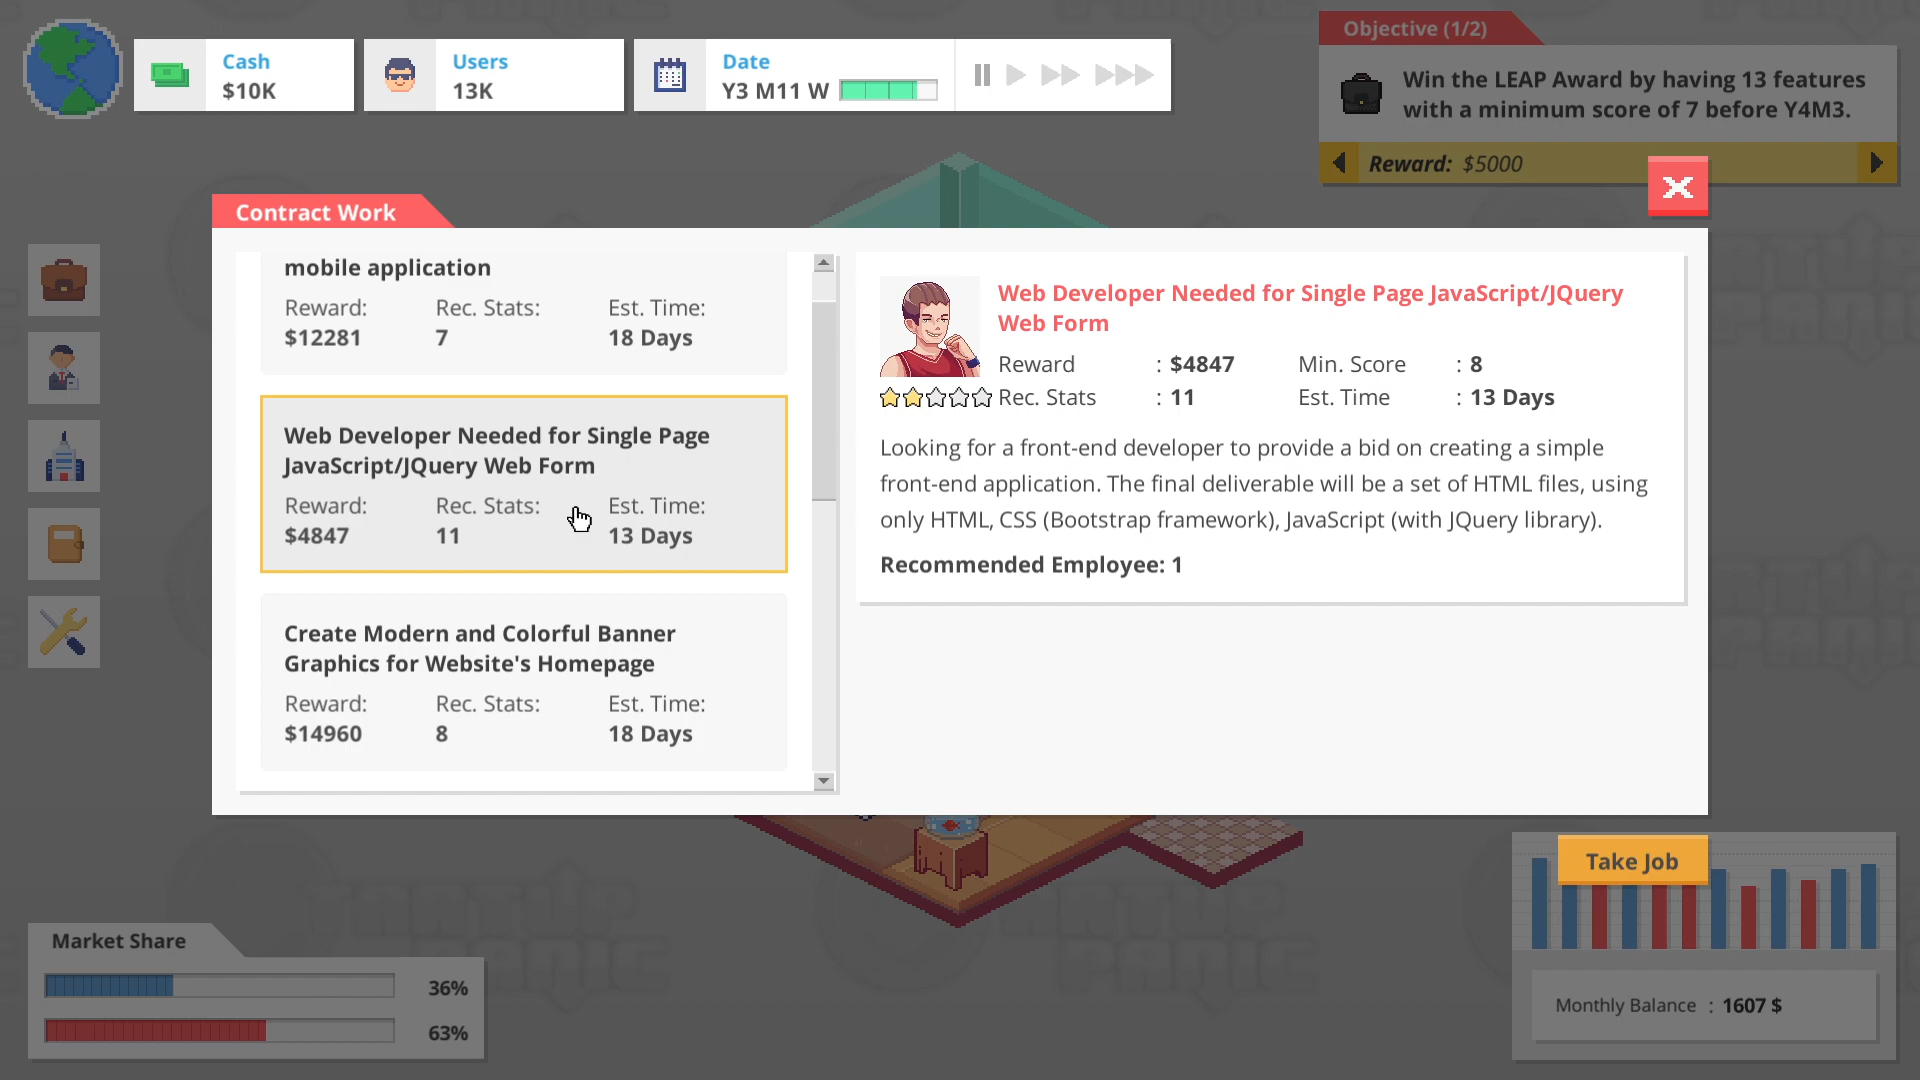 Cash
$10K
Users
13K
Date
Y3 M11 W
Objective (1/2)
Win the LEAP Award by having 13 features
with a minimum score of 7 before Y4M3.
Reward: $5000
Contract Work
mobile application
Reward: Rec. Stats: Est. Time:
$12281 7 18 Days
Web Developer Needed for Single Page
JavaScript/JQuery Web Form
Reward: Rec. Stats: Est. Time:
$4847 11 13 Days
Create Modern and Colorful Banner
Graphics for Website's Homepage
Reward: Rec. Stats: Est. Time:
$14960 8 18 Days
Web Developer Needed for Single Page JavaScript/JQuery
Web Form
Reward : $4847 Min. Score : 8
Rec. Stats : 11 Est. Time : 13 Days
Looking for a front-end developer to provide a bid on creating a simple
front-end application. The final deliverable will be a set of HTML files, using
only HTML, CSS (Bootstrap framework), JavaScript (with JQuery library).
Recommended Employee: 1
Take Job
Market Share
36%
63%
Monthly Balance : 1607 $